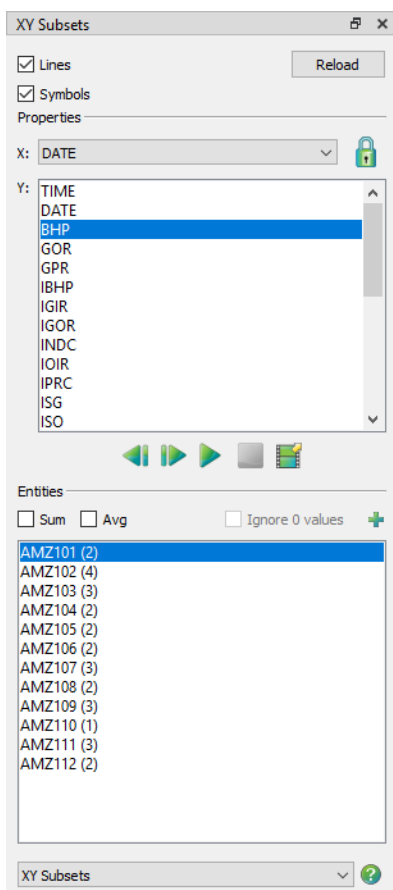 XY Subsets
Lines
Reload
Symbols
Properties
X: DATE
Y: TIME
DATE
BHP
GOR
GPR
IBHP
IGIR
IGOR
INDC
IOIR
IPRC
ISG
ISO
Entities
Sum Avg Ignore 0 values
AMZ101 (2)
AMZ102 (4)
AMZ103 (3)
AMZ104 (2)
AMZ105 (2)
AMZ106 (2)
AMZ107 (3)
AMZ108 (2)
AMZ109 (3)
AMZ110 (1)
AMZ111 (3)
AMZ112 (2)
XY Subsets ?